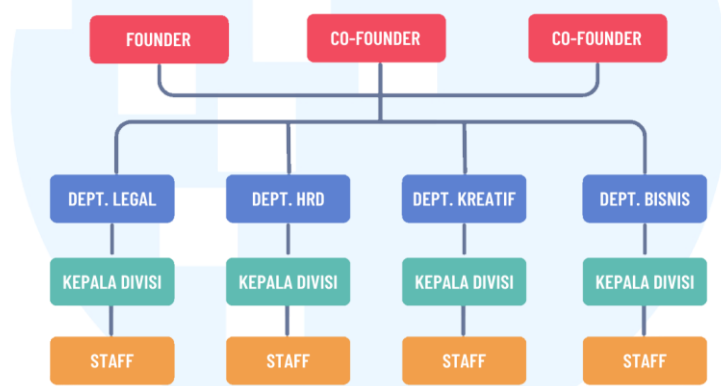 FOUNDER
CO-FOUNDER
CO-FOUNDER
DEPT. LEGAL
DEPT. HRD
DEPT. KREATIF
DEPT. BISNIS
KEPALA DIVISI
KEPALA DIVISI
KEPALA DIVISI
KEPALA DIVISI
STAFF
STAFF
STAFF
STAFF